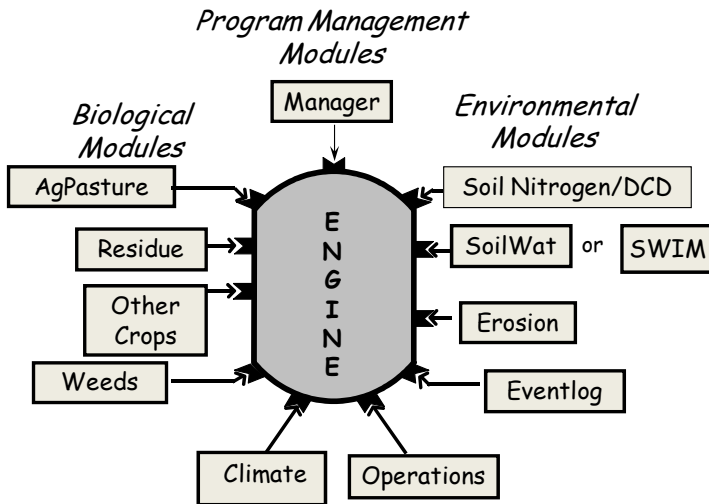 Program Management
Modules
Manager
Biological
Modules
Environmental
Modules
AgPasture
Soil Nitrogen/DCD
Residue
SoilWat or SWIM
Other
Crops
Erosion
Weeds
Eventlog
Climate
Operations
ENGINE